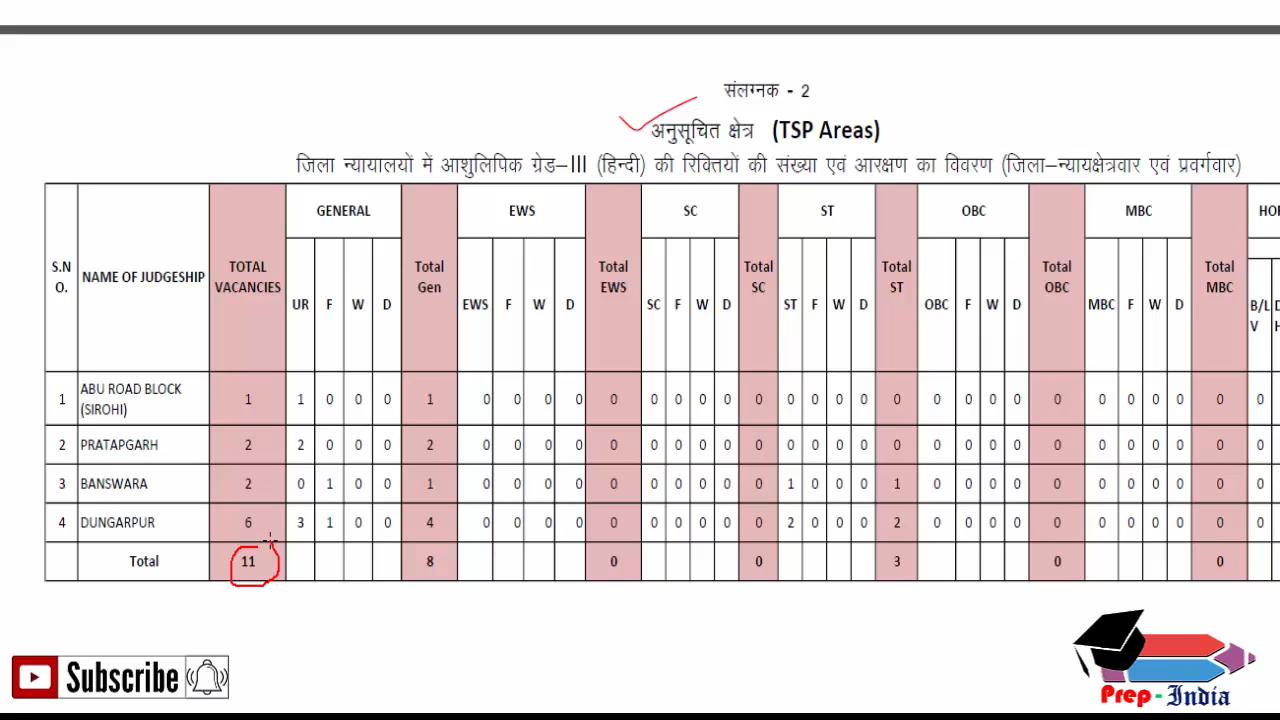 संलग्नक - 2
अनुसूचित क्षेत्र (TSP Areas)
जिला न्यायालयों में आशुलिपिक ग्रेड–III (हिन्दी) की रिक्तियों की संख्या एवं आरक्षण का विवरण (जिला–न्यायक्षेत्रवार एवं प्रवर्गवार)
S.N O. NAME OF JUDGESHIP TOTAL VACANCIES GENERAL Total Gen EWS Total EWS SC Total SC ST Total ST OBC Total OBC MBC Total MBC
UR F W D EWS F W D SC F W D ST F W D OBC F W D MBC F W D B/L V
1 ABU ROAD BLOCK (SIROHI) 1 1 0 0 0 1 0 0 0 0 0 0 0 0 0 0 0 0 0 0 0 0 0 0 0 0 0 0 0 0 0 0
2 PRATAPGARH 2 2 0 0 0 2 0 0 0 0 0 0 0 0 0 0 0 0 0 0 0 0 0 0 0 0 0 0 0 0 0 0
3 BANSWARA 2 0 1 0 0 1 0 0 0 0 0 0 0 0 0 0 1 0 0 0 1 0 0 0 0 0 0 0 0 0 0 0
4 DUNGARPUR 6 3 1 0 0 4 0 0 0 0 0 0 0 0 0 0 2 0 0 0 2 0 0 0 0 0 0 0 0 0 0 0
Total 11 8 0 0 3 0 0
Subscribe
Prep-India